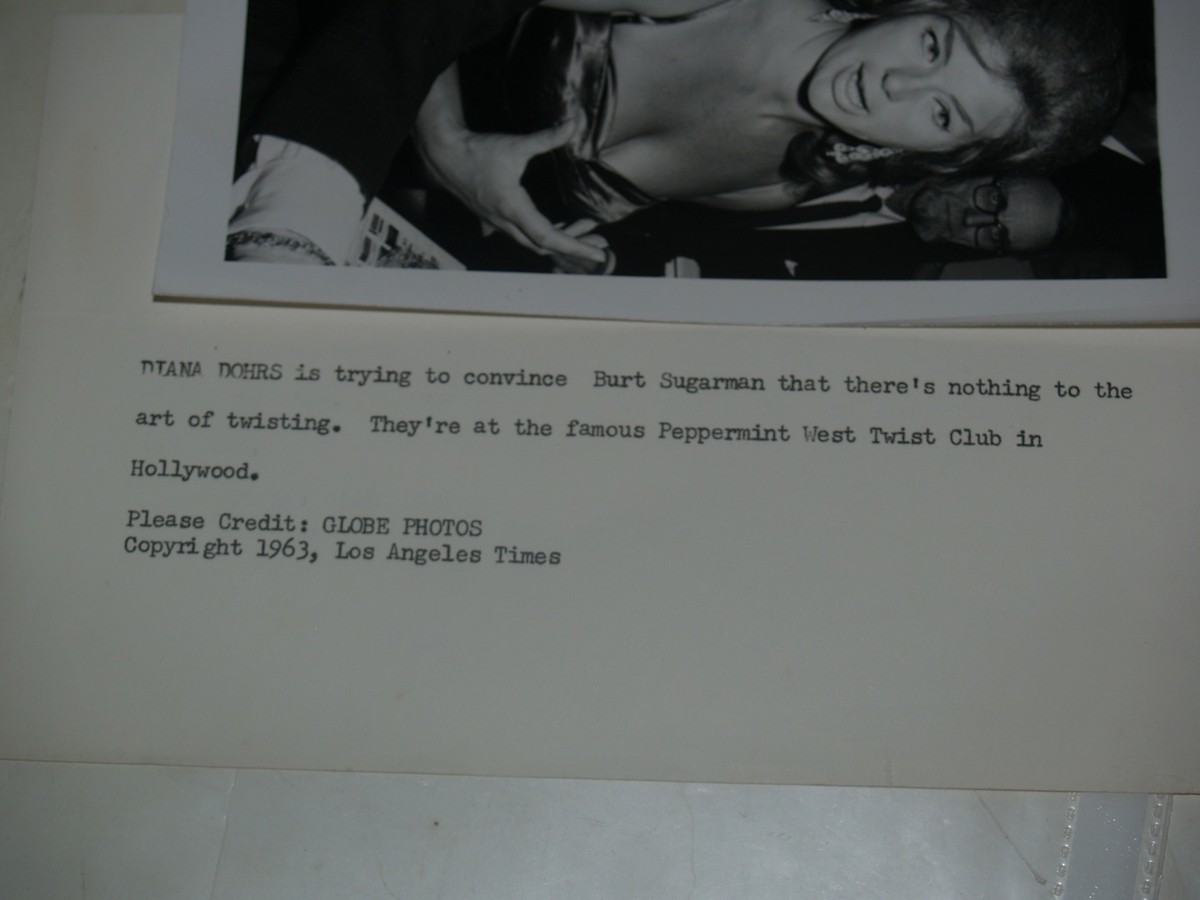 DIANA DOHRS is trying to convince Burt Sugarman that there's nothing to the
art of twisting. They're at the famous Peppermint West Twist Club in
Hollywood.
Please Credit: GLOBE PHOTOS
Copyright 1963, Los Angeles Times